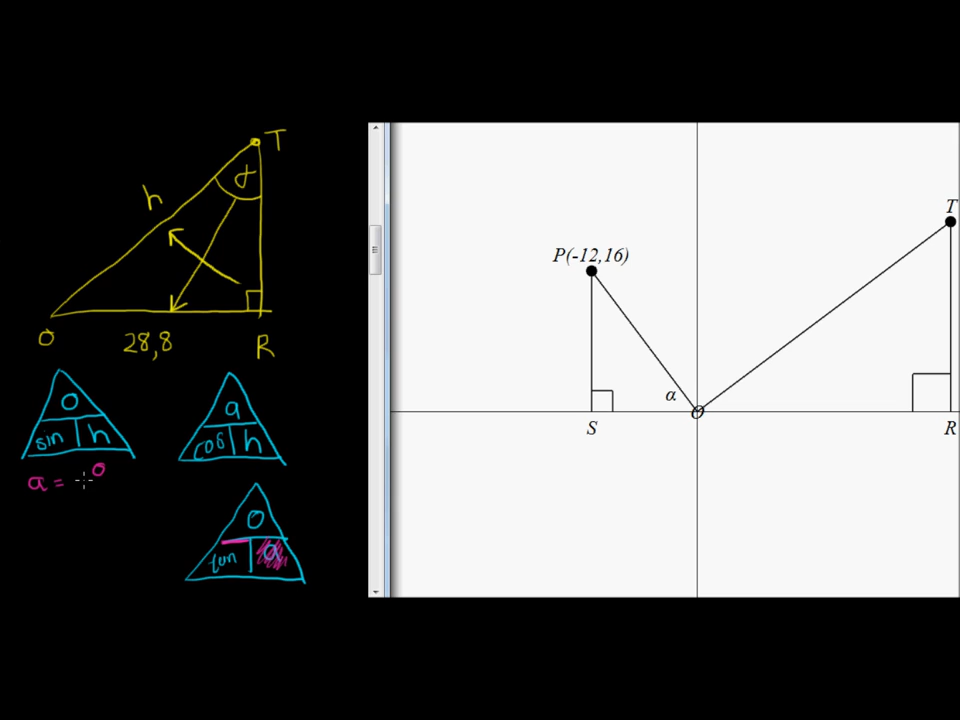 T
α
h
O
28,8
R
o
sin h
a
cos h
a = o
o
tan a
T
P(-12,16)
α
O
S
R